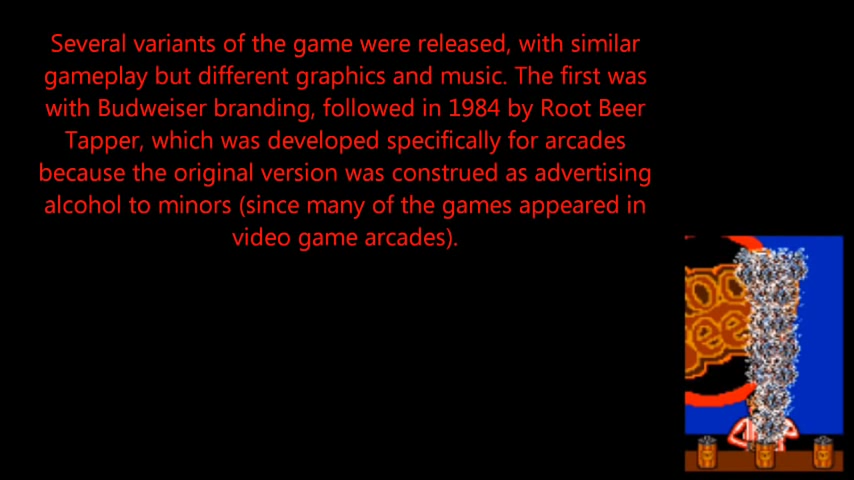 Several variants of the game were released, with similar
gameplay but different graphics and music. The first was
with Budweiser branding, followed in 1984 by Root Beer
Tapper, which was developed specifically for arcades
because the original version was construed as advertising
alcohol to minors (since many of the games appeared in
video game arcades).